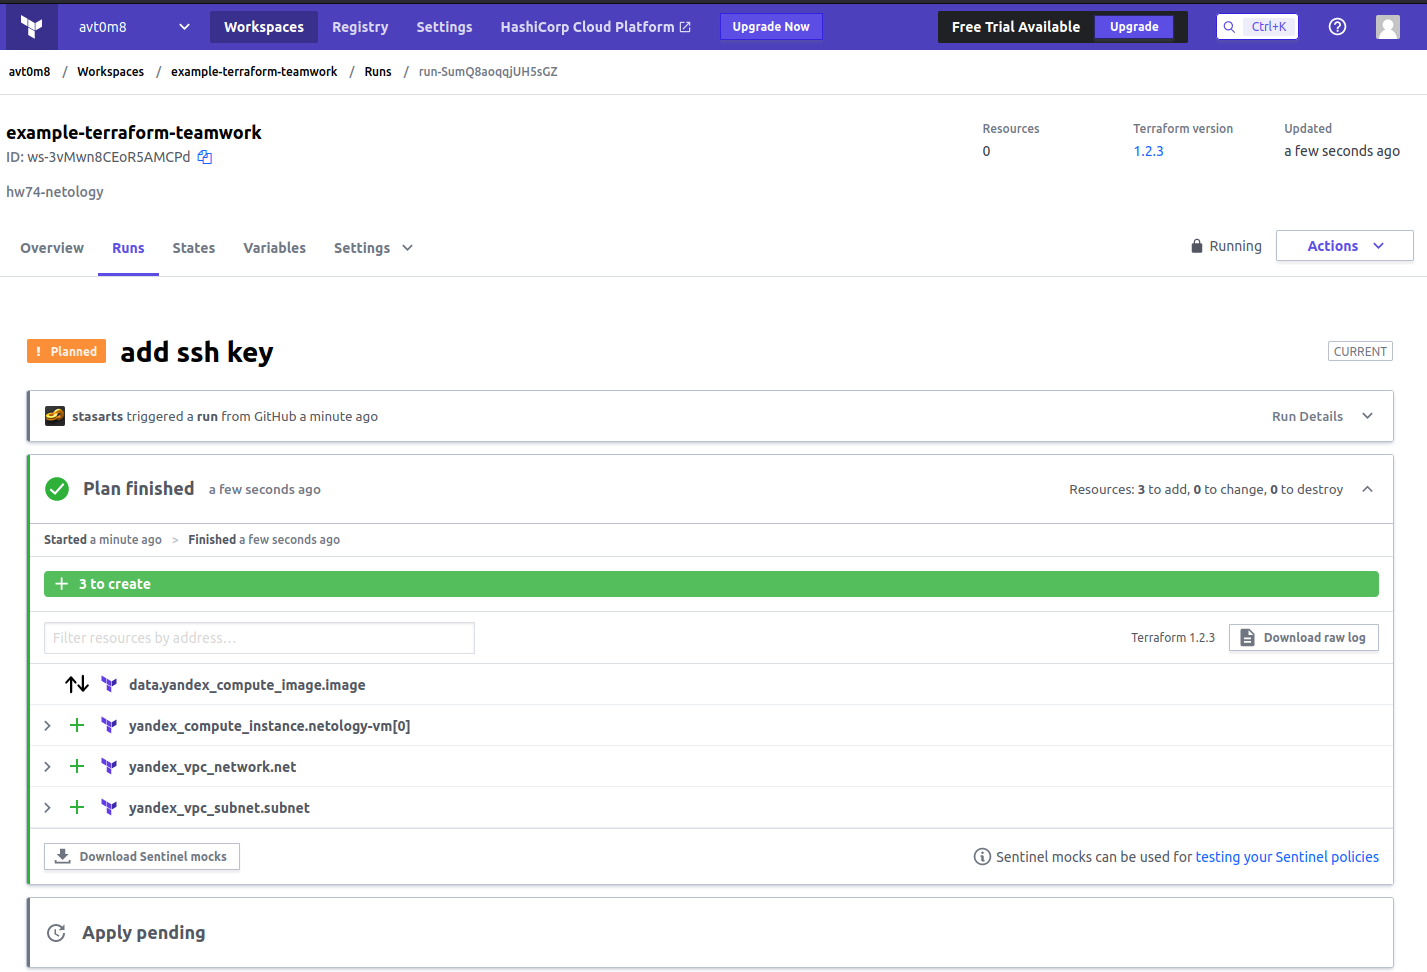 avt0m8 Workspaces Registry Settings HashiCorp Cloud Platform Upgrade Now Free Trial Available Upgrade Ctrl+K
avt0m8 / Workspaces / example-terraform-teamwork / Runs / run-SumQ8aoqqjUH5sGZ
example-terraform-teamwork
ID: ws-3vMwn8CEoR5AMCPd
hw74-netology
Resources Terraform version Updated
0 1.2.3 a few seconds ago
Overview Runs States Variables Settings Running Actions
! Planned add ssh key CURRENT
stasarts triggered a run from GitHub a minute ago Run Details
Plan finished a few seconds ago Resources: 3 to add, 0 to change, 0 to destroy
Started a minute ago > Finished a few seconds ago
+ 3 to create
Filter resources by address... Terraform 1.2.3 Download raw log
data.yandex_compute_image.image
+ yandex_compute_instance.netology-vm[0]
+ yandex_vpc_network.net
+ yandex_vpc_subnet.subnet
Download Sentinel mocks Sentinel mocks can be used for testing your Sentinel policies
Apply pending